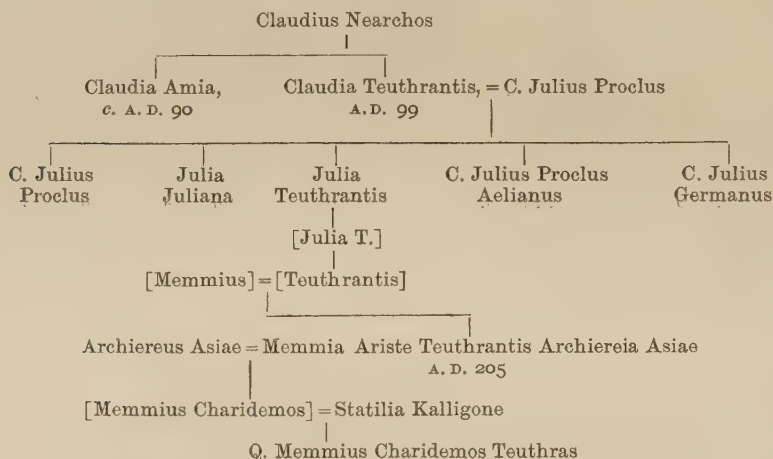 Claudius Nearchos
Claudia Amia, Claudia Teuthrantis, = C. Julius Proclus
c. A.D. 90 A.D. 99
C. Julius Julia Julia C. Julius Proclus C. Julius
Proclus Juliana Teuthrantis Aelianus Germanus
[Julia T.]
[Memmius] = [Teuthrantis]
Archiereus Asiae = Memmia Ariste Teuthrantis Archiereia Asiae
A.D. 205
[Memmius Charidemos] = Statilia Kalligone
Q. Memmius Charidemos Teuthras